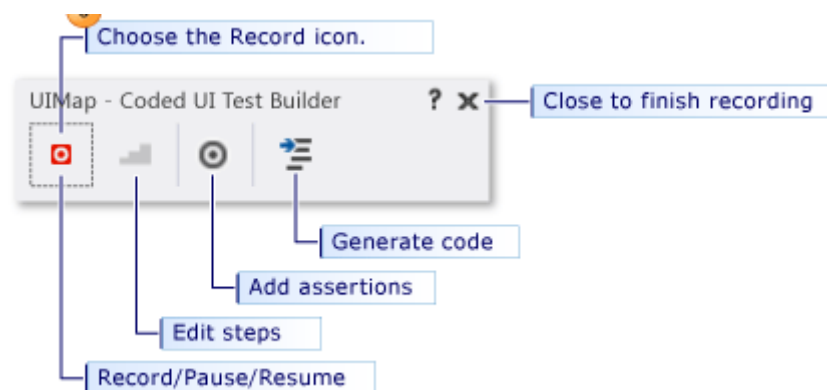 Choose the Record icon.
UIMap - Coded UI Test Builder ? x
Close to finish recording
Generate code
Add assertions
Edit steps
Record/Pause/Resume